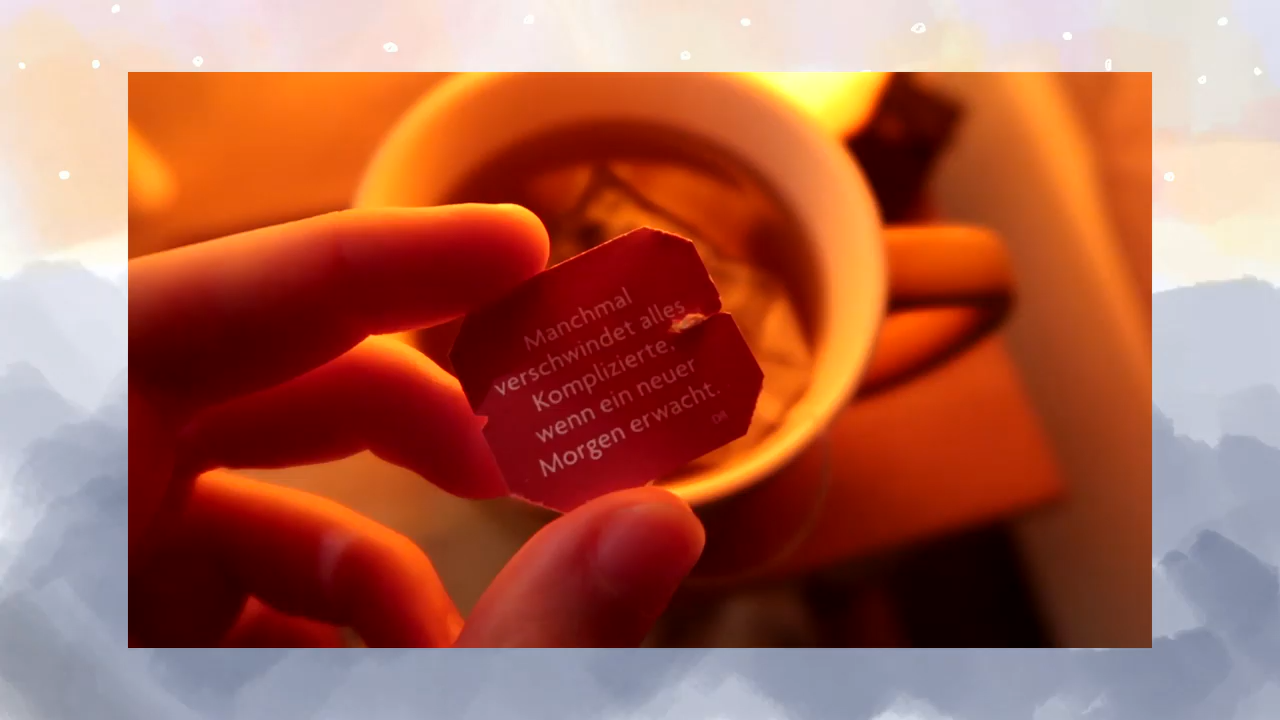 Manchmal
verschwindet alles
Komplizierte,
wenn ein neuer
Morgen erwacht.